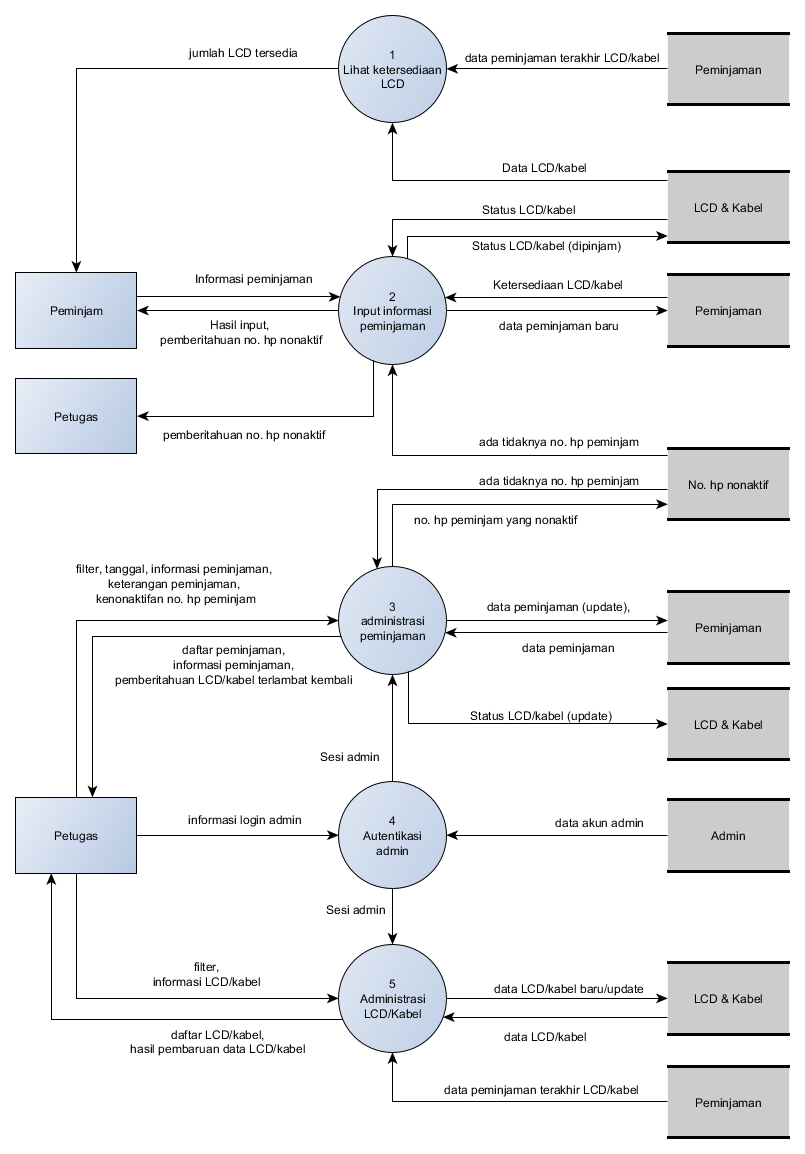 jumlah LCD tersedia
1
Lihat ketersediaan
LCD
data peminjaman terakhir LCD/kabel
Peminjaman
Data LCD/kabel
LCD & Kabel
Status LCD/kabel
Status LCD/kabel (dipinjam)
Peminjam
Informasi peminjaman
Hasil input,
pemberitahuan no. hp nonaktif
2
Input informasi
peminjaman
Ketersediaan LCD/kabel
data peminjaman baru
Peminjaman
Petugas
pemberitahuan no. hp nonaktif
ada tidaknya no. hp peminjam
ada tidaknya no. hp peminjam
No. hp nonaktif
no. hp peminjam yang nonaktif
filter, tanggal, informasi peminjaman,
keterangan peminjaman,
kenonaktifan no. hp peminjam
3
administrasi
peminjaman
data peminjaman (update),
data peminjaman
Peminjaman
daftar peminjaman,
informasi peminjaman,
pemberitahuan LCD/kabel terlambat kembali
Status LCD/kabel (update)
LCD & Kabel
Sesi admin
Petugas
informasi login admin
4
Autentikasi
admin
data akun admin
Admin
Sesi admin
filter,
informasi LCD/kabel
5
Administrasi
LCD/Kabel
data LCD/kabel baru/update
LCD & Kabel
data LCD/kabel
daftar LCD/kabel,
hasil pembaruan data LCD/kabel
data peminjaman terakhir LCD/kabel
Peminjaman